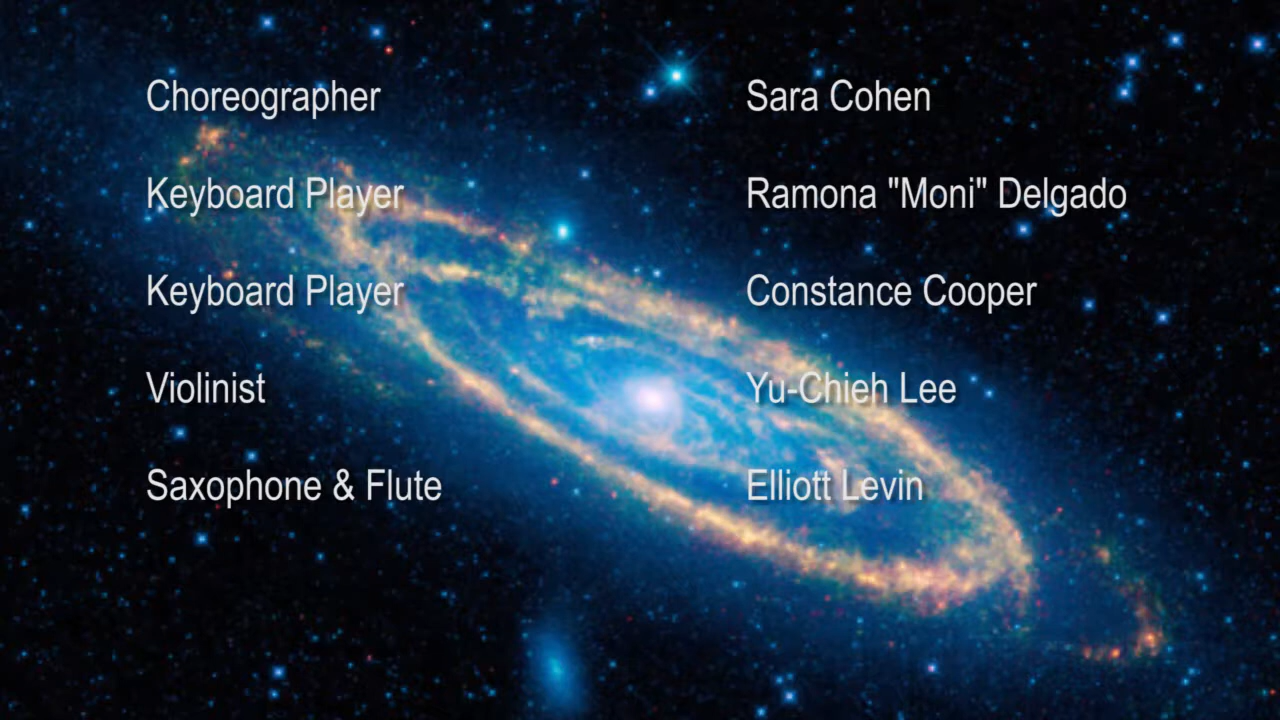 Choreographer Sara Cohen
Keyboard Player Ramona "Moni" Delgado
Keyboard Player Constance Cooper
Violinist Yu-Chieh Lee
Saxophone & Flute Elliott Levin